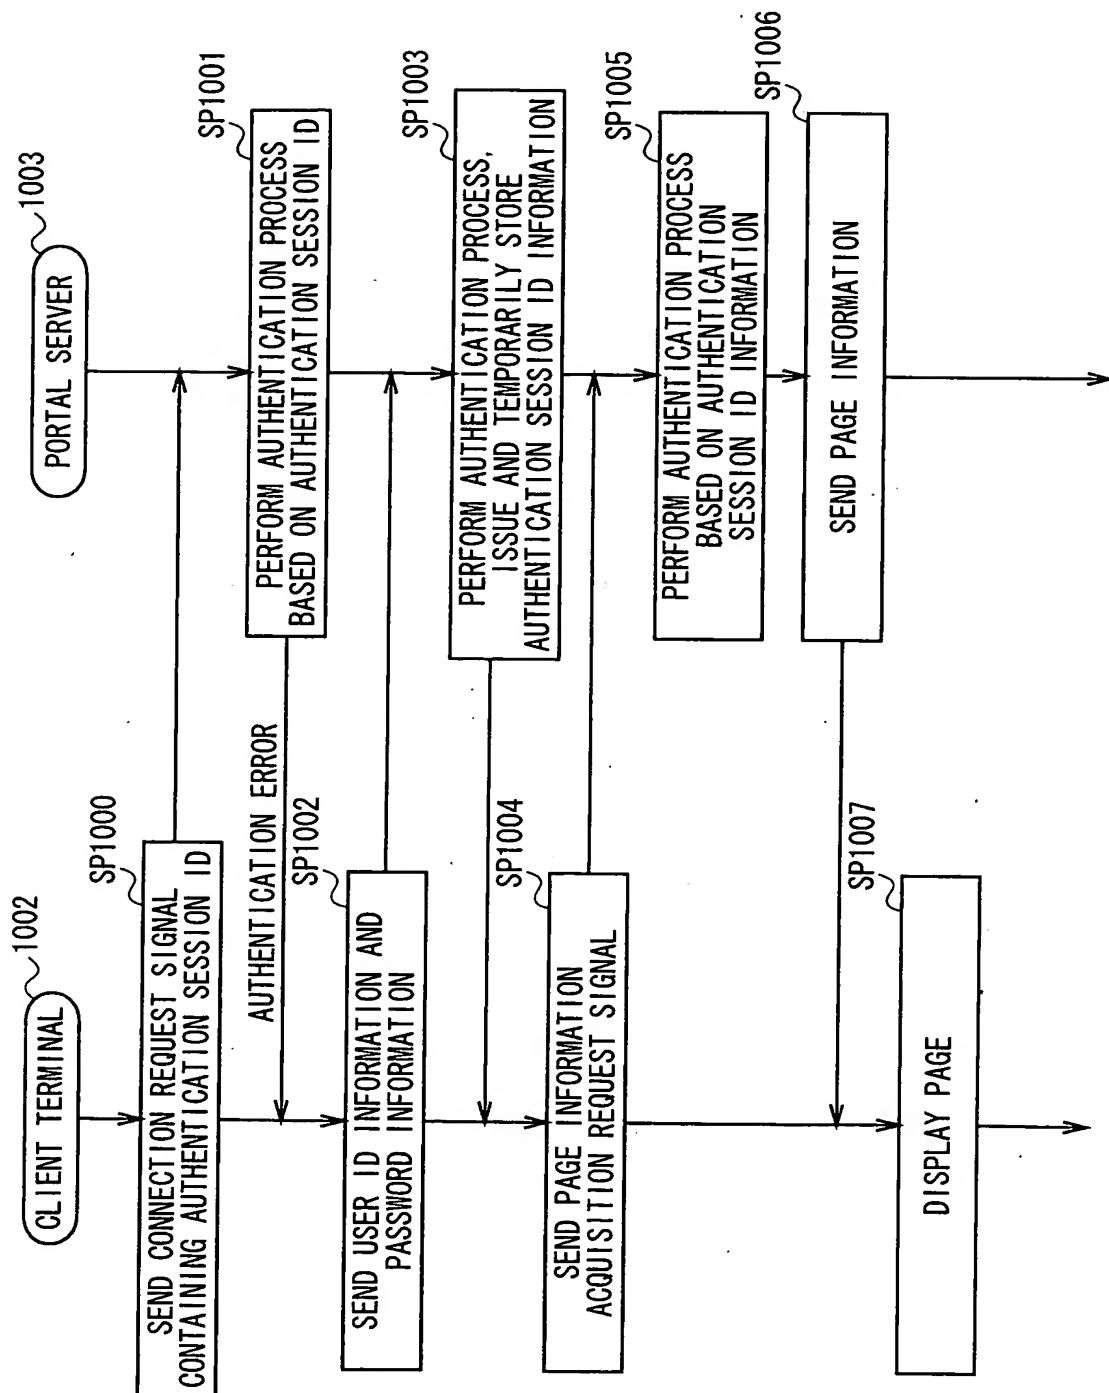 CLIENT TERMINAL
1002
PORTAL SERVER
1003
SP1000
SEND CONNECTION REQUEST SIGNAL
CONTAINING AUTHENTICATION SESSION ID
SP1001
PERFORM AUTHENTICATION PROCESS
BASED ON AUTHENTICATION SESSION ID
AUTHENTICATION ERROR
SP1002
SEND USER ID INFORMATION AND
PASSWORD INFORMATION
SP1003
PERFORM AUTHENTICATION PROCESS,
ISSUE AND TEMPORARILY STORE
AUTHENTICATION SESSION ID INFORMATION
SP1004
SEND PAGE INFORMATION
ACQUISITION REQUEST SIGNAL
SP1005
PERFORM AUTHENTICATION PROCESS
BASED ON AUTHENTICATION
SESSION ID INFORMATION
SP1006
SEND PAGE INFORMATION
SP1007
DISPLAY PAGE